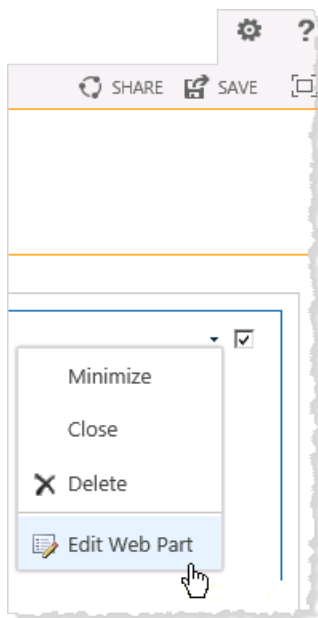 ?
SHARE SAVE
Minimize
Close
Delete
Edit Web Part